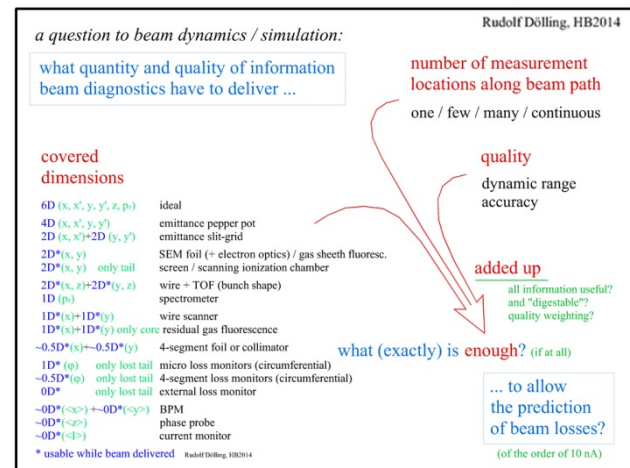 Rudolf Dölling, HB2014
a question to beam dynamics / simulation:
what quantity and quality of information
beam diagnostics have to deliver ...
number of measurement
locations along beam path
one / few / many / continuous
quality
dynamic range
accuracy
covered
dimensions
6D (x, x', y, y', z, pz) ideal
4D (x, x', y, y') emittance pepper pot
2D (x, x')+2D (y, y') emittance slit-grid
2D*(x, y) SEM foil (+ electron optics) / gas sheeth fluoresc.
2D*(x, y) only tail screen / scanning ionization chamber
2D*(x, z)+2D*(y, z) wire + TOF (bunch shape)
1D (pz) spectrometer
1D*(x)+1D*(y) wire scanner
1D*(x)+1D*(y) only core residual gas fluorescence
~0.5D*(x)+~0.5D*(y) 4-segment foil or collimator
1D* (φ) only lost tail micro loss monitors (circumferential)
~0.5D*(φ) only lost tail 4-segment loss monitors (circumferential)
0D* only lost tail external loss monitor
~0D*(<x>) +~0D*(<y>) BPM
~0D*(<z>) phase probe
~0D*(<I>) current monitor
* usable while beam delivered Rudolf Dölling, HB2014
added up
all information useful?
and "digestable"?
quality weighting?
what (exactly) is enough? (if at all)
... to allow
the prediction
of beam losses?
(of the order of 10 nA)